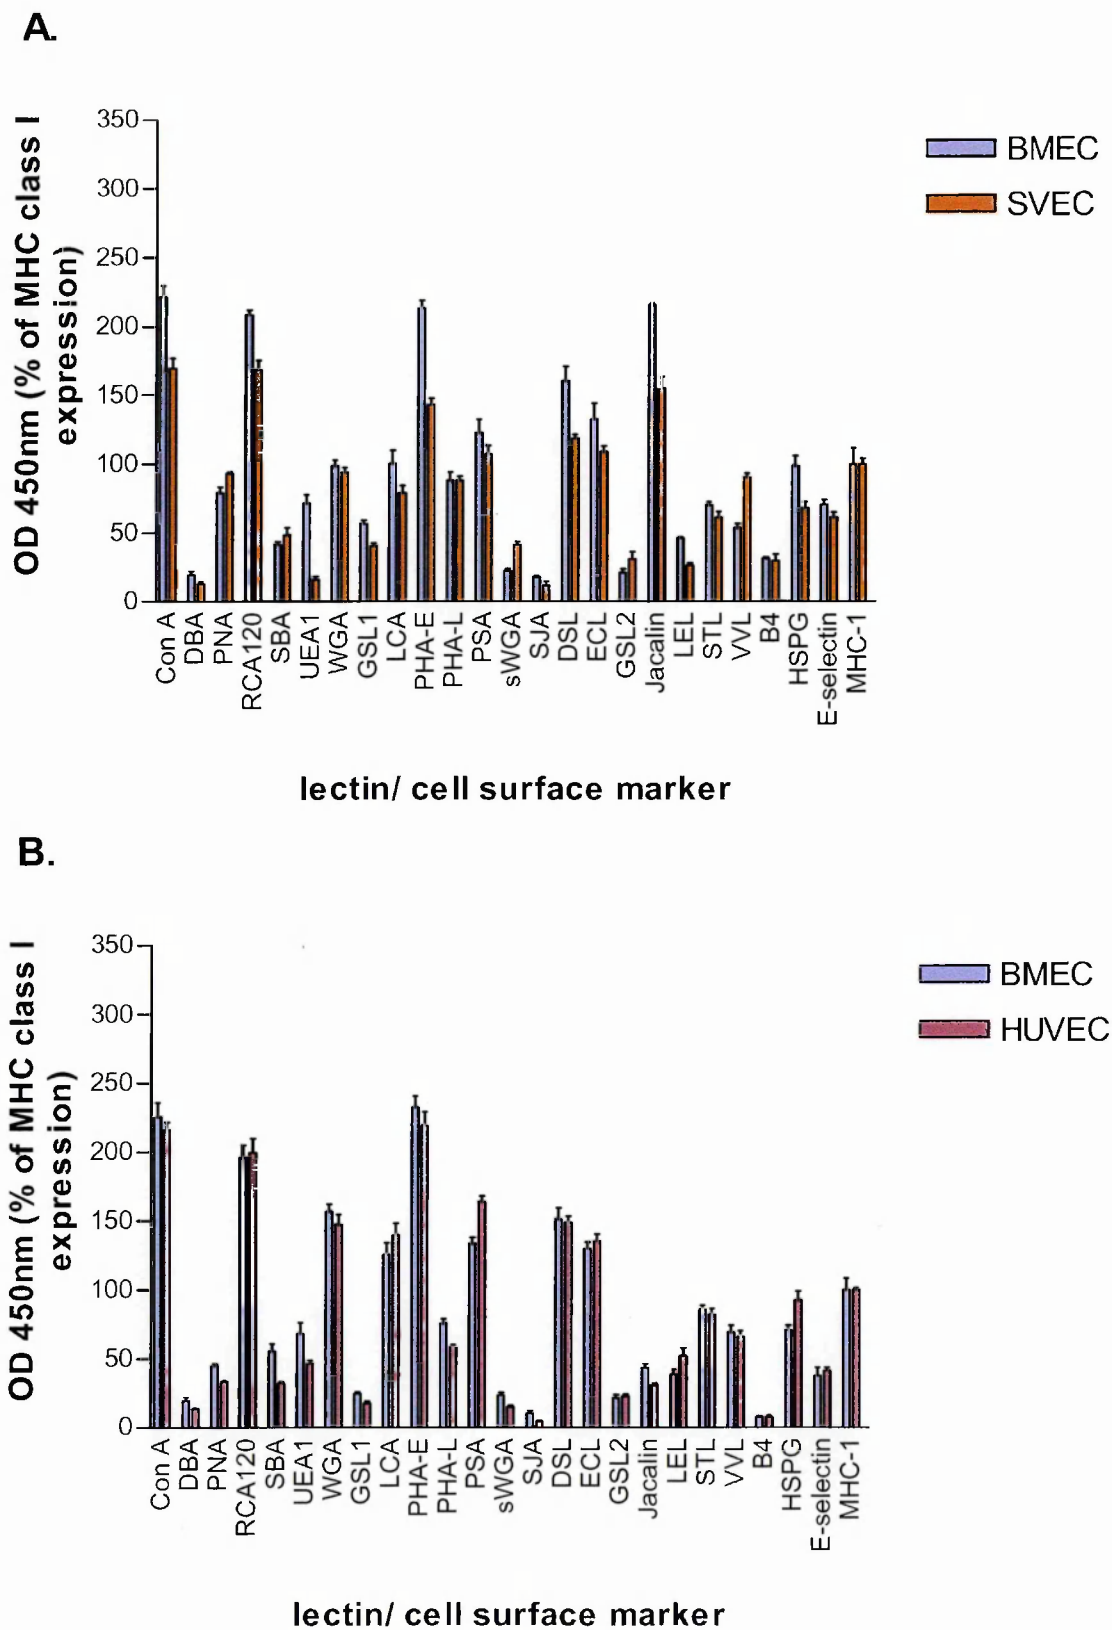 A.
OD 450nm (% of MHC class I
expression)
350
300
250
200
150
100
50
0
BMEC
SVEC
Con A
DBA
PNA
RCA120
SBA
UEA1
WGA
GSL1
LCA
PHA-E
PHA-L
PSA
sWGA
SJA
DSL
ECL
GSL2
Jacalin
LEL
STL
VVL
B4
HSPG
E-selectin
MHC-1
lectin/ cell surface marker
B.
OD 450nm (% of MHC class I
expression)
350
300
250
200
150
100
50
0
BMEC
HUVEC
Con A
DBA
PNA
RCA120
SBA
UEA1
WGA
GSL1
LCA
PHA-E
PHA-L
PSA
sWGA
SJA
DSL
ECL
GSL2
Jacalin
LEL
STL
VVL
B4
HSPG
E-selectin
MHC-1
lectin/ cell surface marker